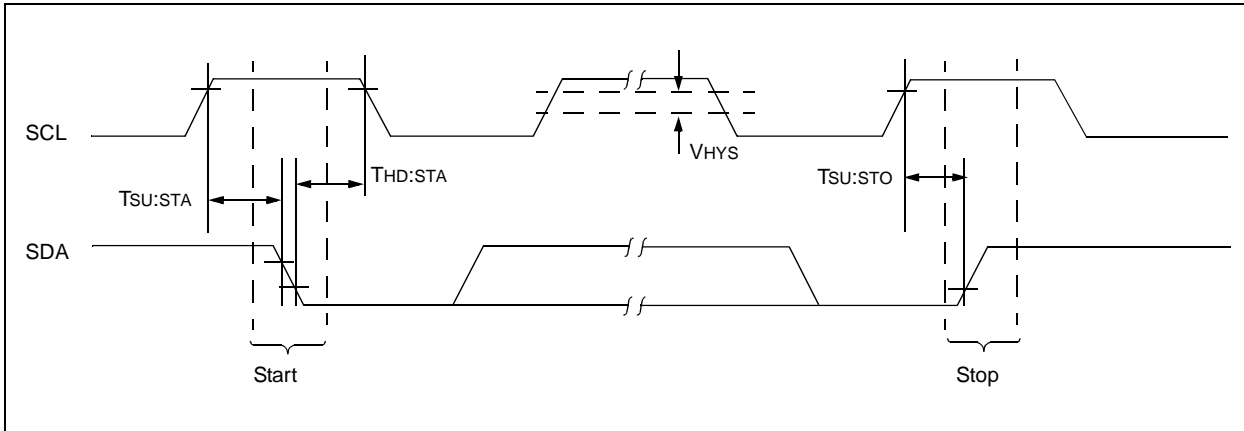 SCL
VHYS
THD:STA
TSU:STO
TSU:STA
SDA
Start
Stop